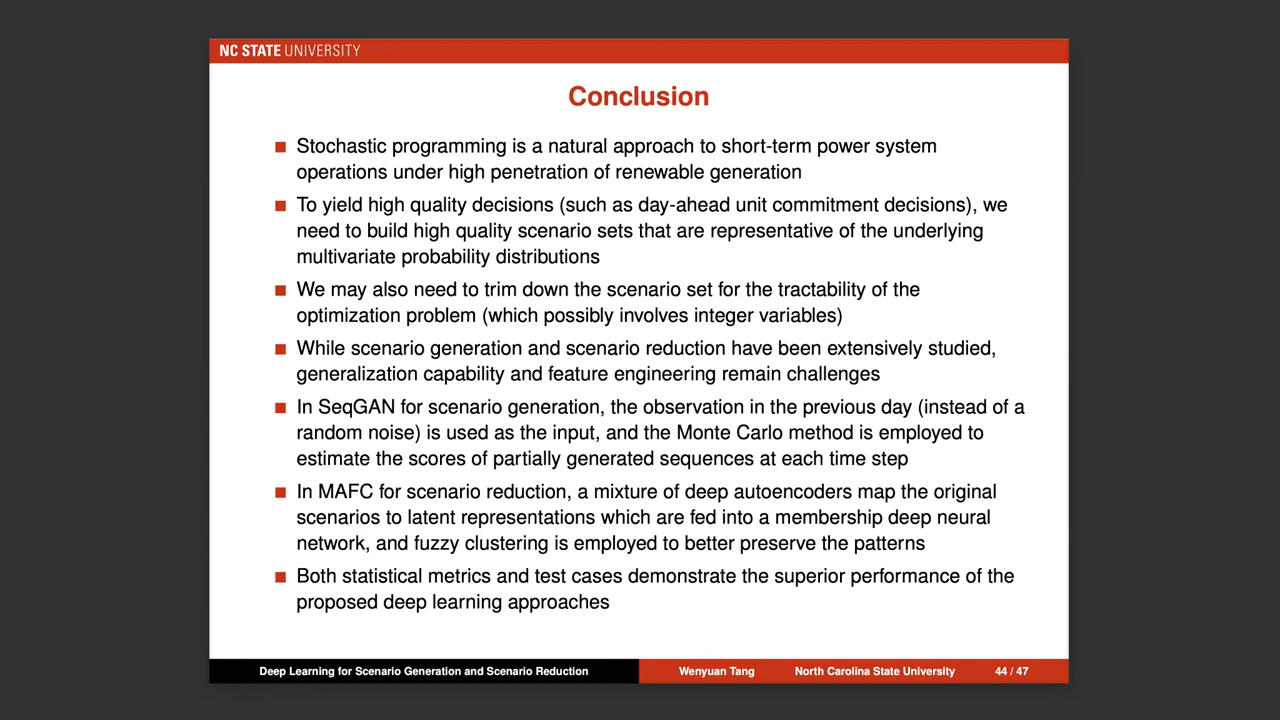 NC STATE UNIVERSITY
Conclusion
Stochastic programming is a natural approach to short-term power system
operations under high penetration of renewable generation
To yield high quality decisions (such as day-ahead unit commitment decisions), we
need to build high quality scenario sets that are representative of the underlying
multivariate probability distributions
We may also need to trim down the scenario set for the tractability of the
optimization problem (which possibly involves integer variables)
While scenario generation and scenario reduction have been extensively studied,
generalization capability and feature engineering remain challenges
In SeqGAN for scenario generation, the observation in the previous day (instead of a
random noise) is used as the input, and the Monte Carlo method is employed to
estimate the scores of partially generated sequences at each time step
In MAFC for scenario reduction, a mixture of deep autoencoders map the original
scenarios to latent representations which are fed into a membership deep neural
network, and fuzzy clustering is employed to better preserve the patterns
Both statistical metrics and test cases demonstrate the superior performance of the
proposed deep learning approaches
Deep Learning for Scenario Generation and Scenario Reduction
Wenyuan Tang North Carolina State University 44 / 47